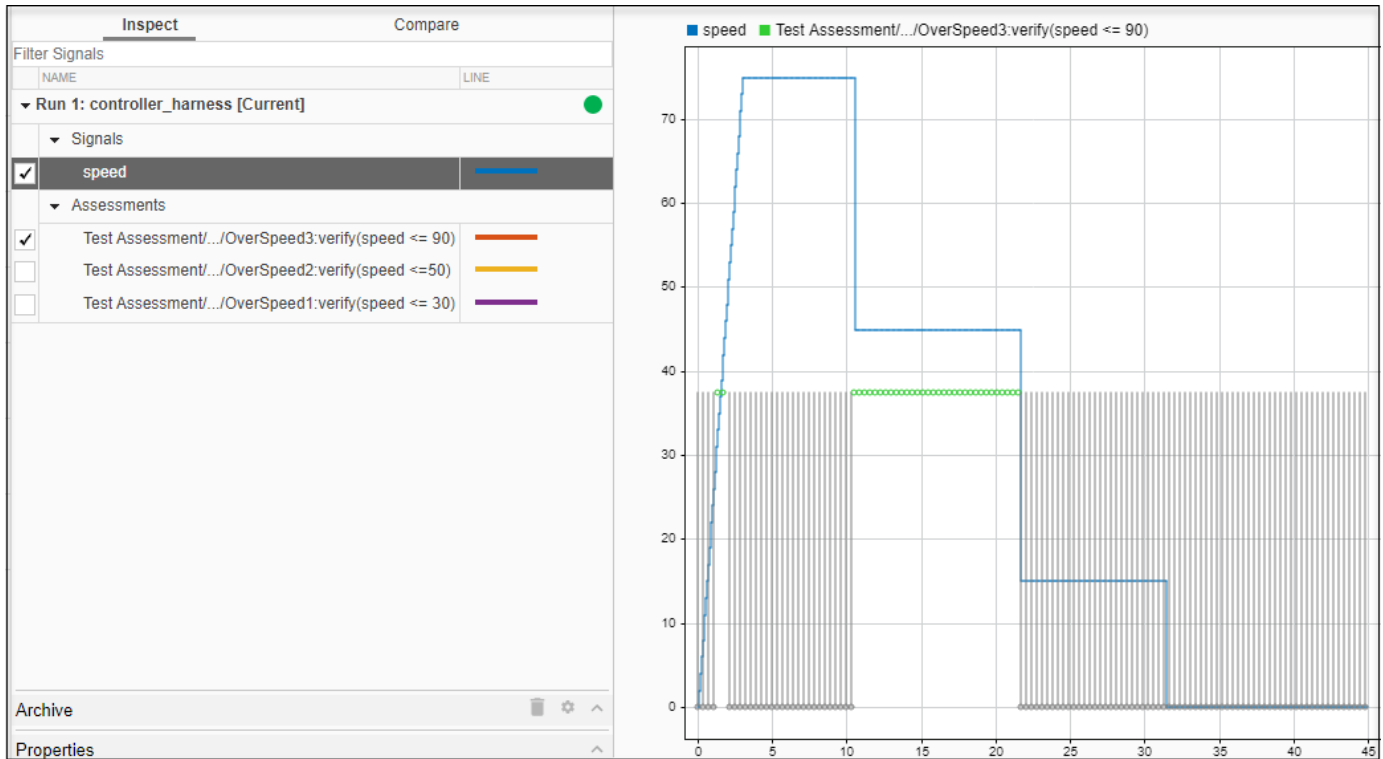 Inspect
Compare
Filter Signals
NAME
LINE
Run 1: controller_harness [Current]
Signals
speed
Assessments
Test Assessment/.../OverSpeed3:verify(speed <= 90)
Test Assessment/.../OverSpeed2:verify(speed <=50)
Test Assessment/.../OverSpeed1:verify(speed <= 30)
Archive
Properties
speed
Test Assessment/.../OverSpeed3:verify(speed <= 90)
70
60
50
40
30
20
10
0
0 5 10 15 20 25 30 35 40 45